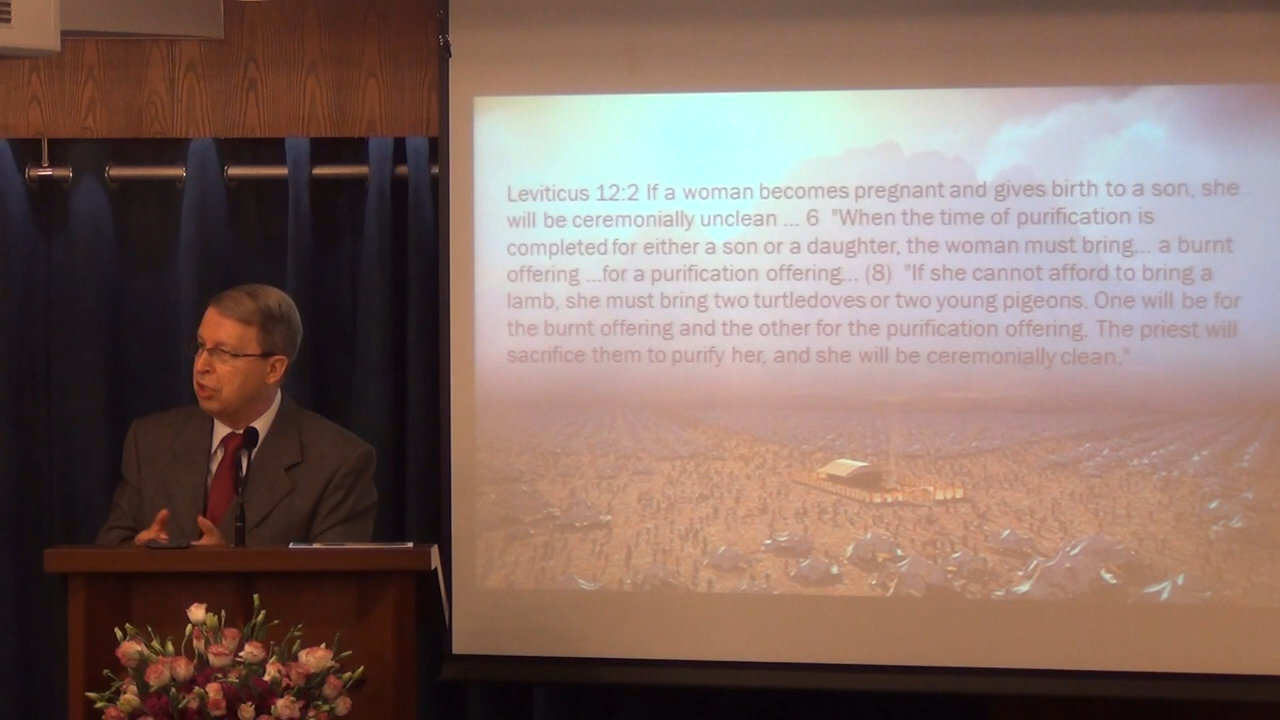 Leviticus 12:2 If a woman becomes pregnant and gives birth to a son, she
will be ceremonially unclean ... 6 "When the time of purification is
completed for either a son or a daughter, the woman must bring... a burnt
offering ...for a purification offering... (8) "If she cannot afford to bring a
lamb, she must bring two turtledoves or two young pigeons. One will be for
the burnt offering and the other for the purification offering. The priest will
sacrifice them to purify her, and she will be ceremonially clean."